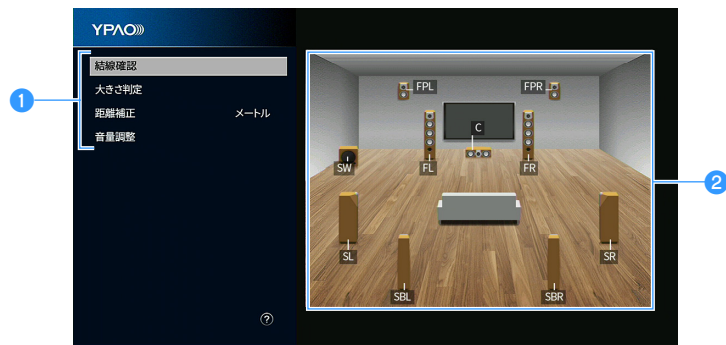 YPAO
結線確認
大きさ判定
距離補正 メートル
音量調整
?
1
2
FPL FPR
C
SW FL FR
SL SR
SBL SBR